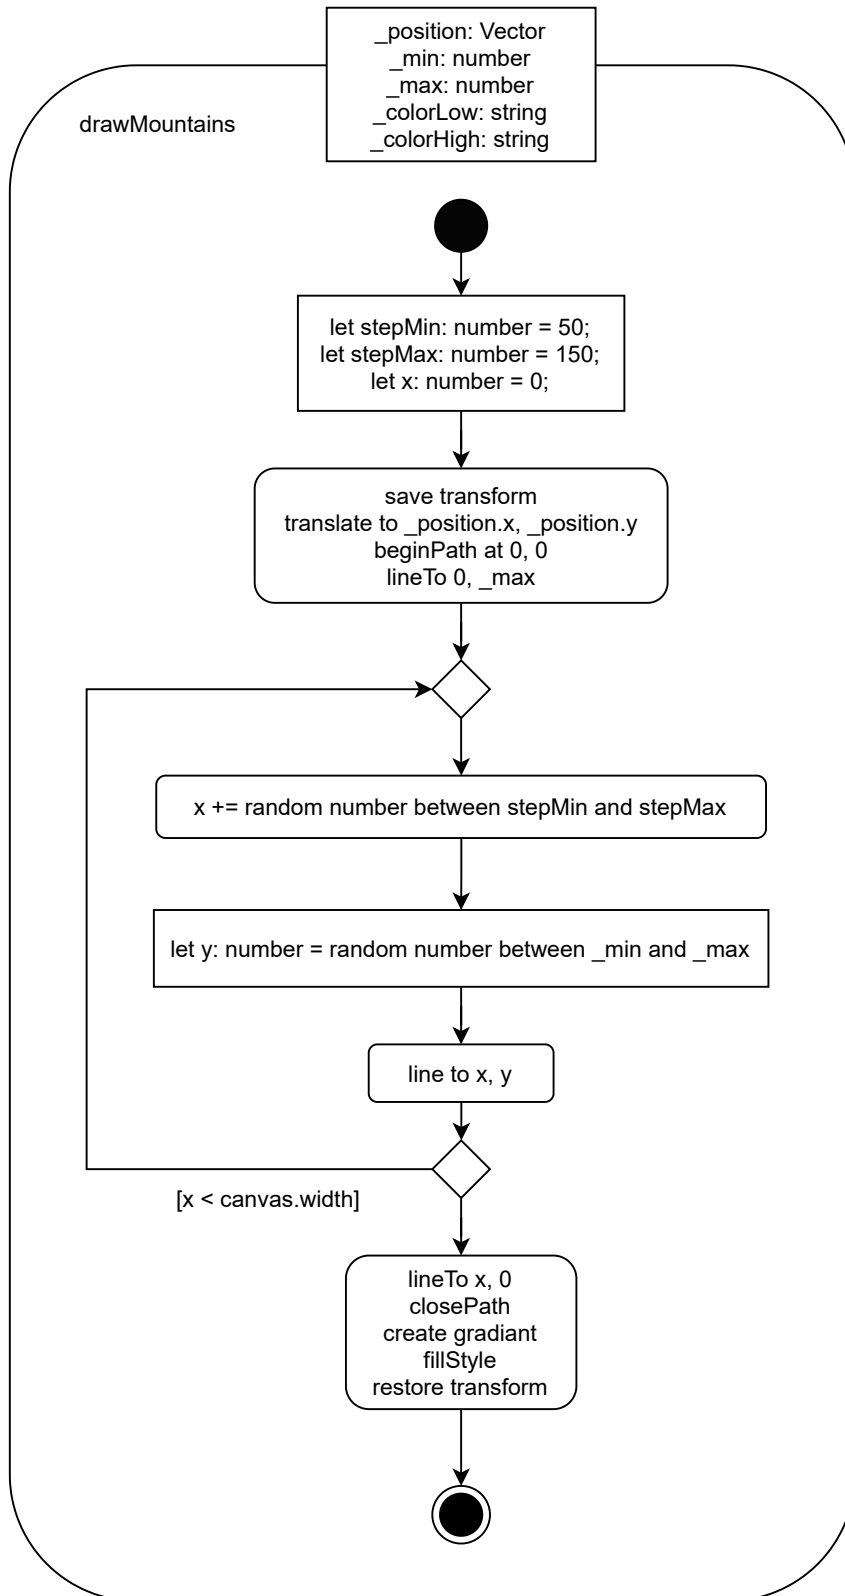 _position: Vector
_min: number
_max: number
_colorLow: string
_colorHigh: string
drawMountains
let stepMin: number = 50;
let stepMax: number = 150;
let x: number = 0;
save transform
translate to _position.x, _position.y
beginPath at 0, 0
lineTo 0, _max
x += random number between stepMin and stepMax
let y: number = random number between _min and _max
line to x, y
[x < canvas.width]
lineTo x, 0
closePath
create gradiant
fillStyle
restore transform